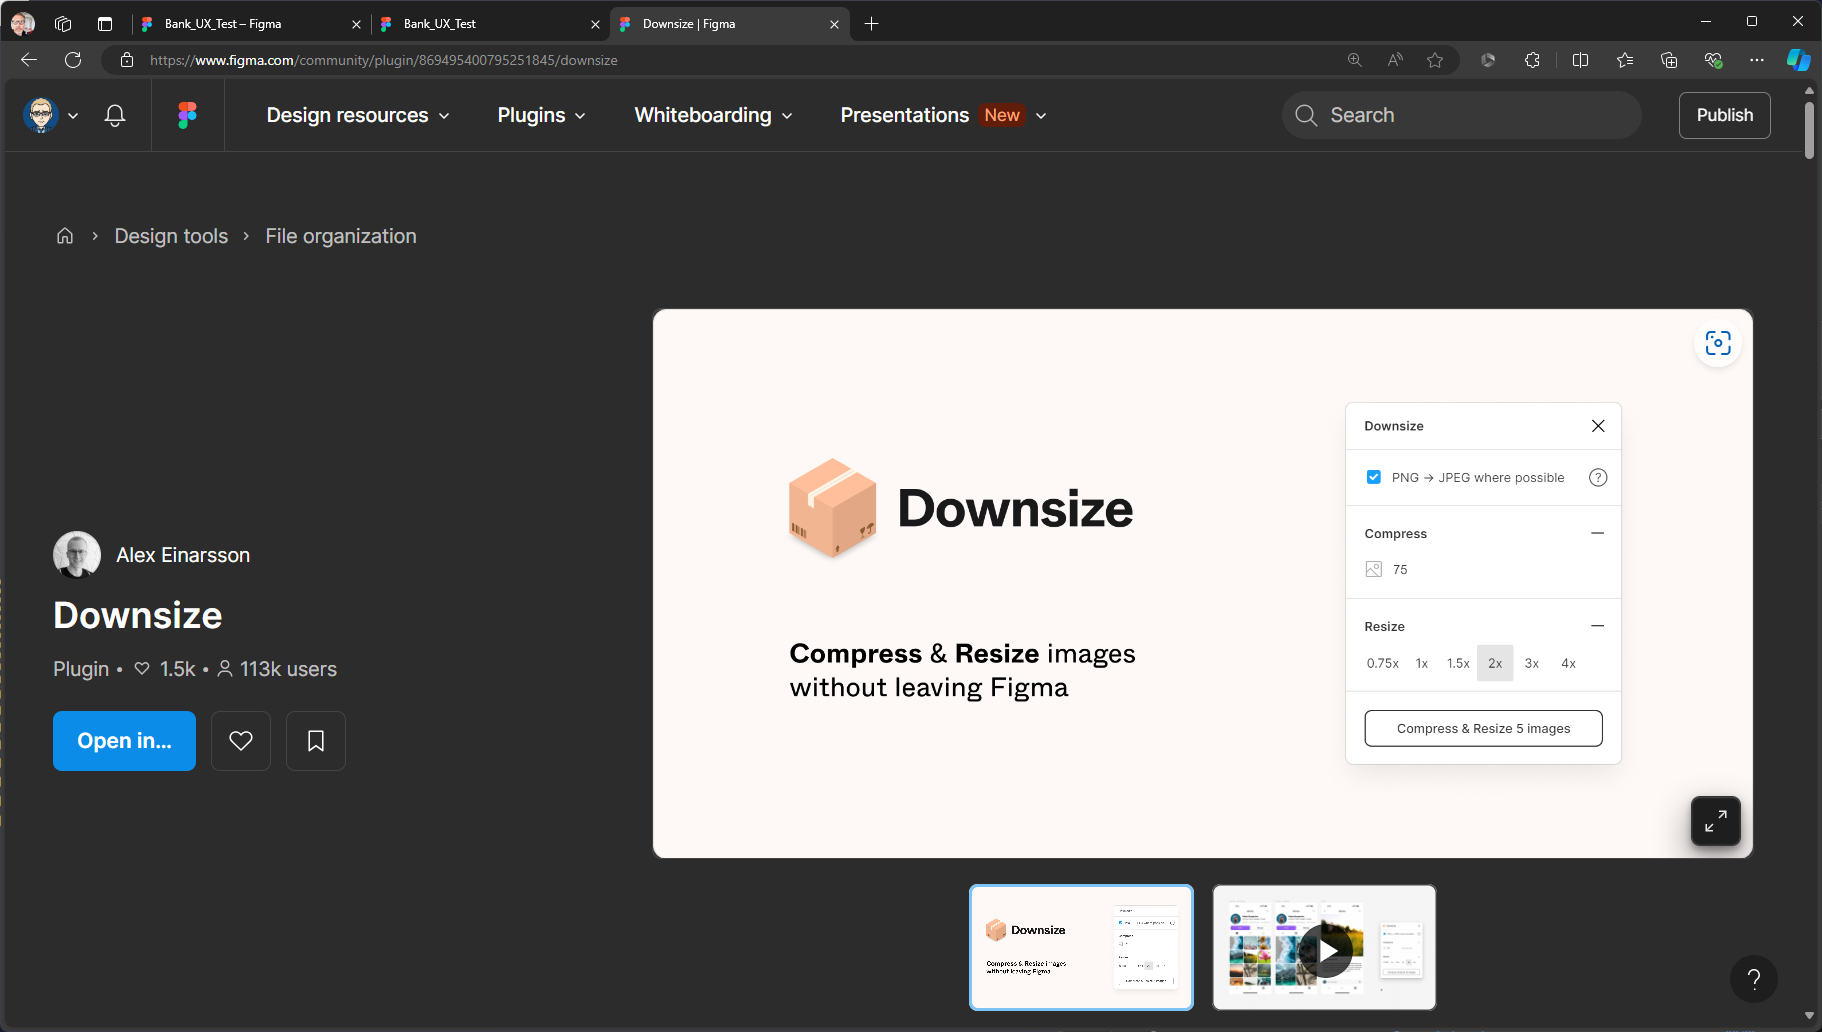 Bank_UX_Test – Figma
Bank_UX_Test
Downsize | Figma
https://www.figma.com/community/plugin/869495400795251845/downsize
Design resources
Plugins
Whiteboarding
Presentations New
Search
Publish
Design tools
File organization
Alex Einarsson
Downsize
Plugin • 1.5k • 113k users
Open in...
Downsize
Compress & Resize images
without leaving Figma
Downsize
PNG → JPEG where possible
Compress
75
Resize
0.75x 1x 1.5x 2x 3x 4x
Compress & Resize 5 images
Downsize
Compress & Resize images
without leaving Figma